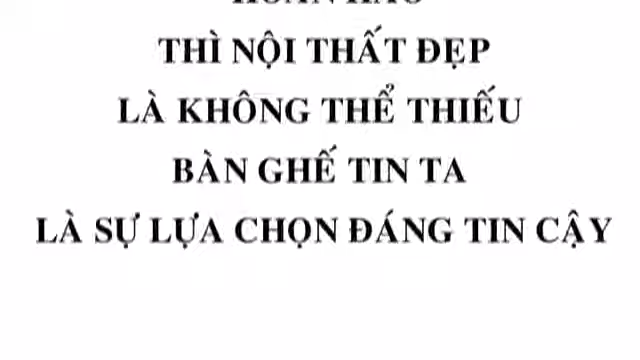 THÌ NỘI THẤT ĐẸP
LÀ KHÔNG THỂ THIẾU
BÀN GHẾ TIN TA
LÀ SỰ LỰA CHỌN ĐÁNG TIN CẬY